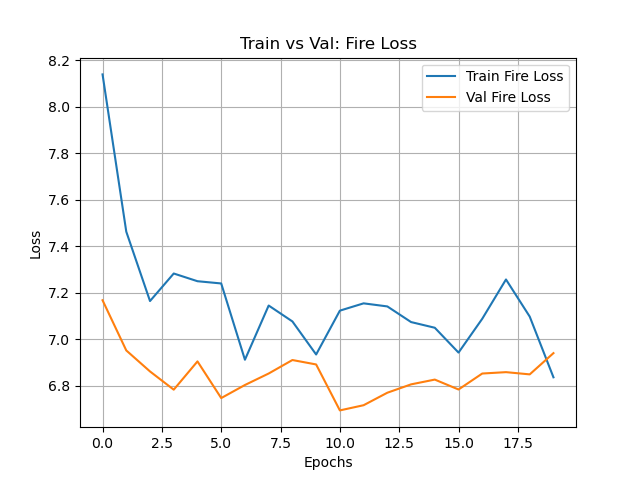 Train vs Val: Fire Loss
Train Fire Loss
Val Fire Loss
Loss
8.2
8.0
7.8
7.6
7.4
7.2
7.0
6.8
0.0 2.5 5.0 7.5 10.0 12.5 15.0 17.5
Epochs